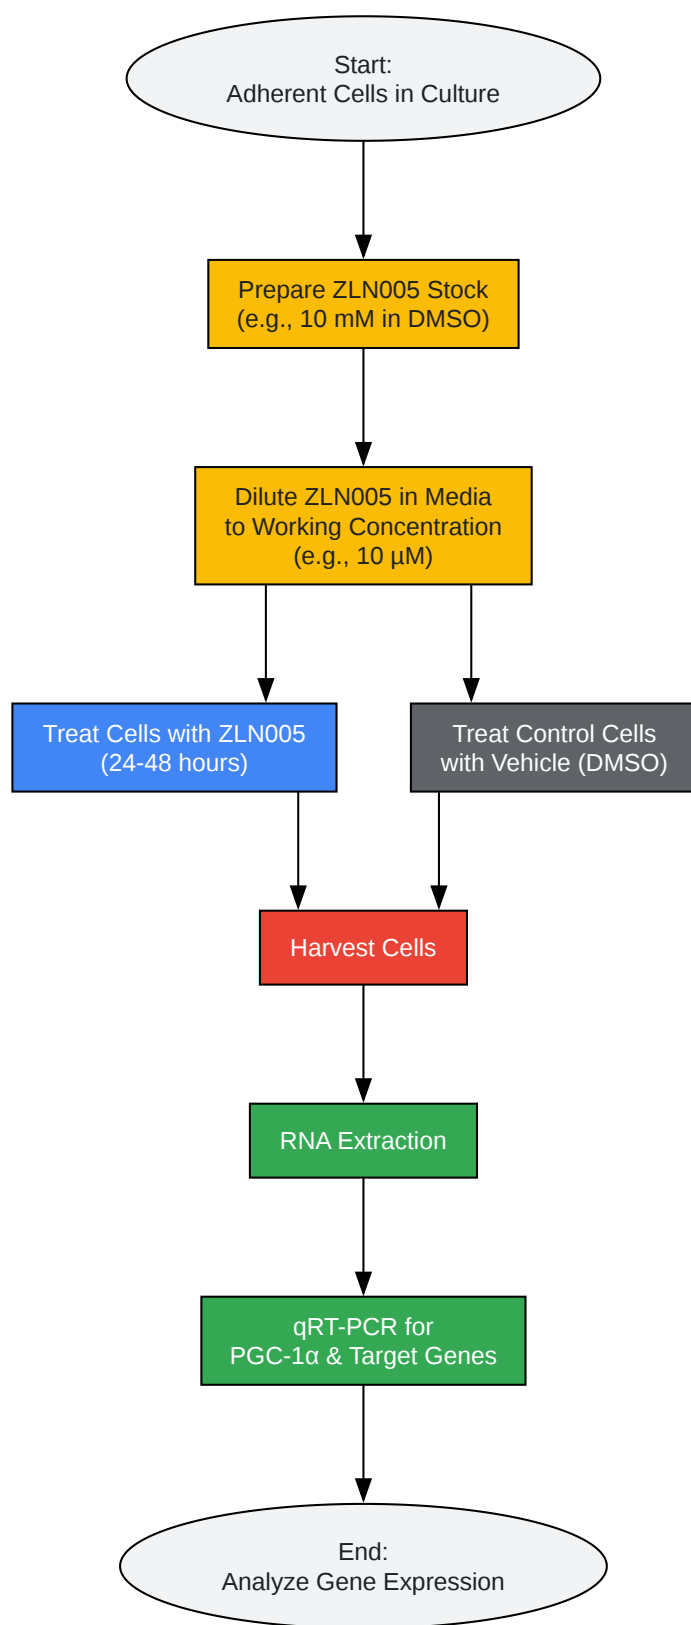 Start:
Adherent Cells in Culture
Prepare ZLN005 Stock
(e.g., 10 mM in DMSO)
Dilute ZLN005 in Media
to Working Concentration
(e.g., 10 µM)
Treat Cells with ZLN005
(24-48 hours)
Treat Control Cells
with Vehicle (DMSO)
Harvest Cells
RNA Extraction
qRT-PCR for
PGC-1α & Target Genes
End:
Analyze Gene Expression